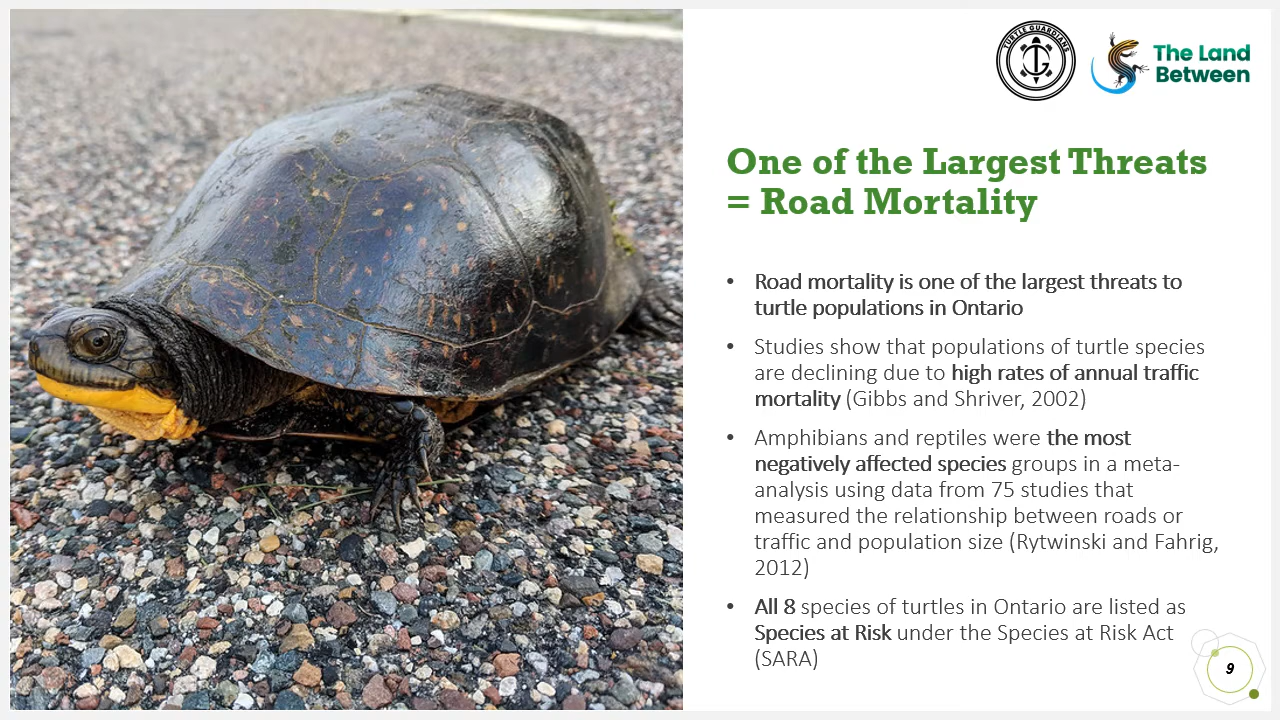 TURTLE GUARDIANS
The Land
Between
One of the Largest Threats
= Road Mortality
• Road mortality is one of the largest threats to
turtle populations in Ontario
• Studies show that populations of turtle species
are declining due to high rates of annual traffic
mortality (Gibbs and Shriver, 2002)
• Amphibians and reptiles were the most
negatively affected species groups in a meta-
analysis using data from 75 studies that
measured the relationship between roads or
traffic and population size (Rytwinski and Fahrig,
2012)
• All 8 species of turtles in Ontario are listed as
Species at Risk under the Species at Risk Act
(SARA)
9